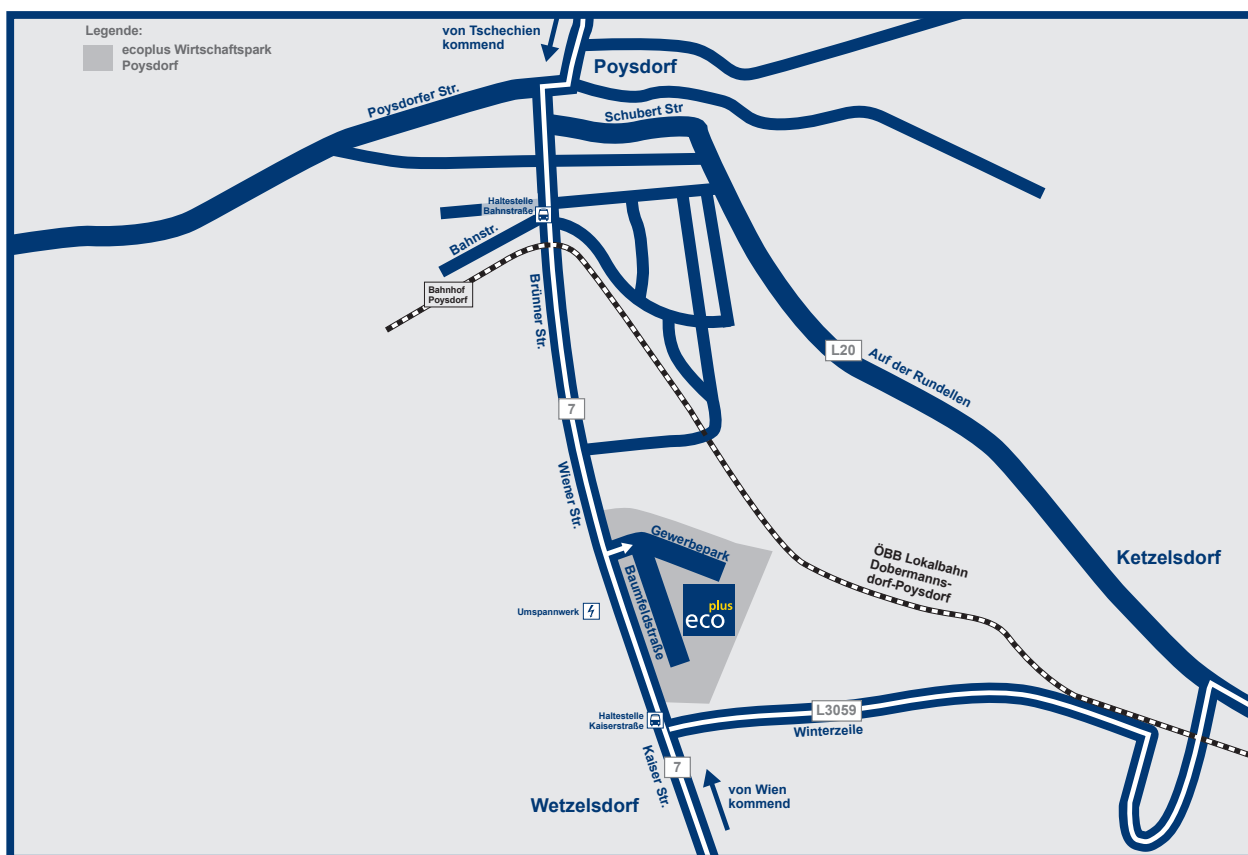 Legende:
ecoplus Wirtschaftspark
Poysdorf
von Tschechien
kommend
Poysdorf
Poysdorfer Str.
Schubert Str
Haltestelle
Bahnstraße
Bahnstr.
Bahnhof
Poysdorf
Brünner Str.
L20
Auf der Rundellen
7
Wiener Str.
Gewerbepark
Baumfeldstraße
plus
eco
ÖBB Lokalbahn
Dobermanns-
dorf-Poysdorf
Ketzelsdorf
Umspannwerk
Haltestelle
Kaiserstraße
L3059
Winterzeile
Kaiser Str.
7
von Wien
kommend
Wetzelsdorf